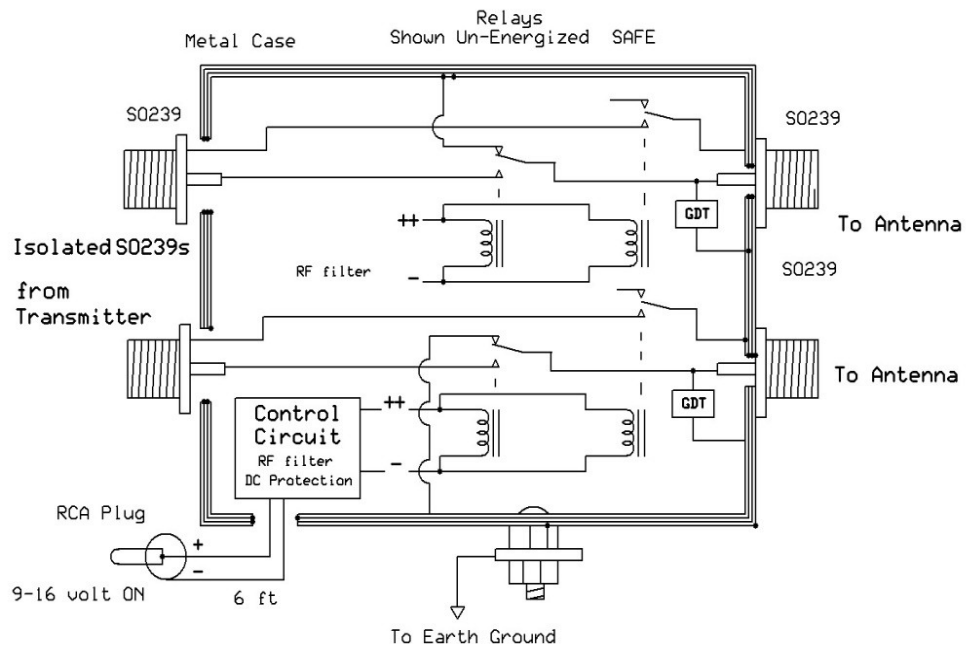 Relays
Metal Case
Shown Un-Energized SAFE
SO239
SO239
GDT
++
To Antenna
Isolated SO239s
RF filter
-
SO239
from
Transmitter
To Antenna
GDT
Control
Circuit
RF filter
DC Protection
++
-
RCA Plug
+
-
9-16 volt ON
6 ft
To Earth Ground